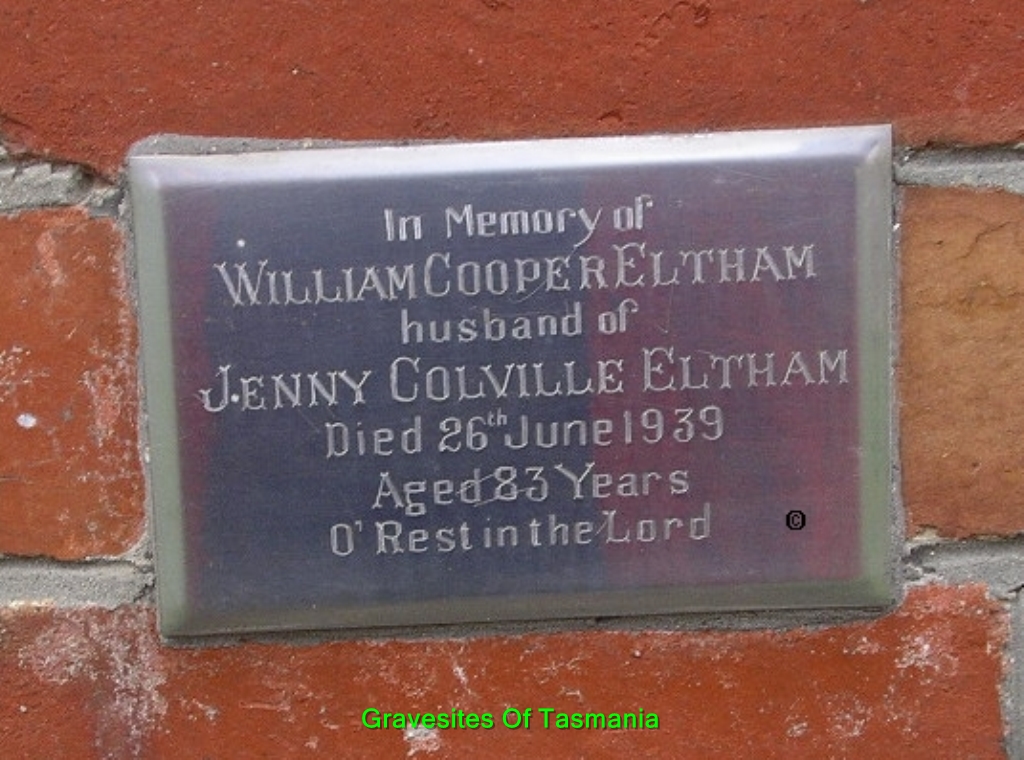 In Memory of
WILLIAM COOPER ELTHAM
husband of
JENNY COLVILLE ELTHAM
Died 26th June 1939
Aged 83 Years
O' Rest in the Lord
©
Gravesites Of Tasmania